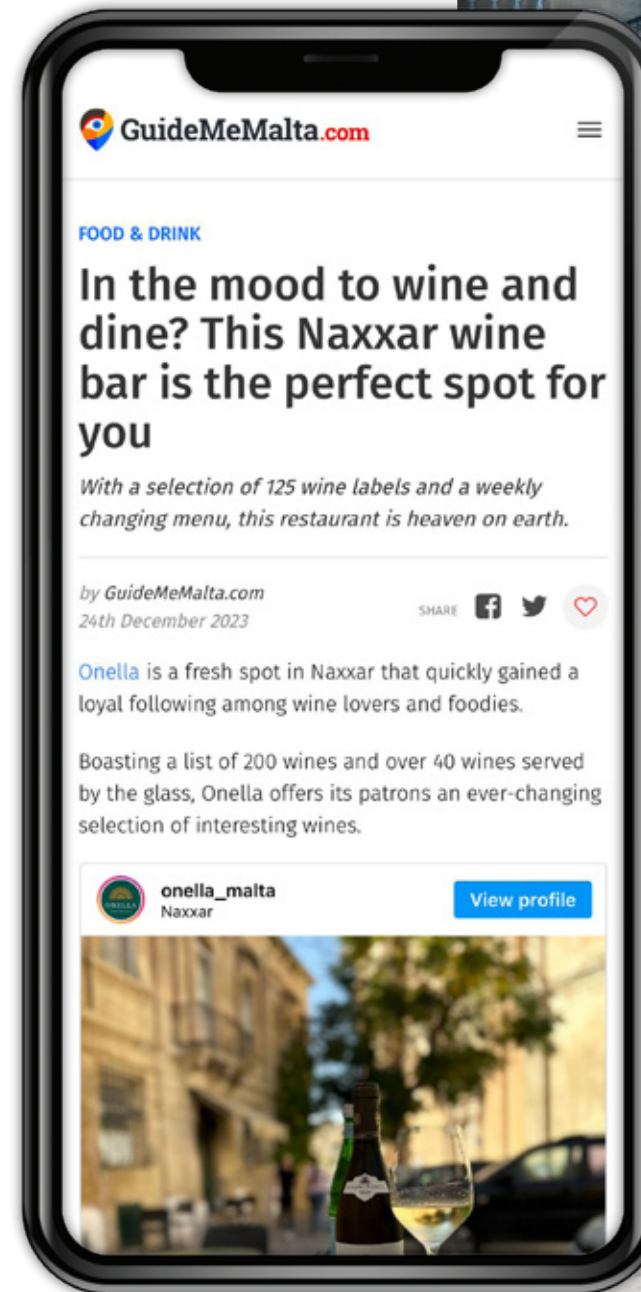 GuideMeMalta.com
FOOD & DRINK
In the mood to wine and
dine? This Naxxar wine
bar is the perfect spot for
you
With a selection of 125 wine labels and a weekly
changing menu, this restaurant is heaven on earth.
by GuideMeMalta.com
24th December 2023
SHARE
Onella is a fresh spot in Naxxar that quickly gained a
loyal following among wine lovers and foodies.
Boasting a list of 200 wines and over 40 wines served
by the glass, Onella offers its patrons an ever-changing
selection of interesting wines.
ONELLA
onella_malta
Naxxar
View profile